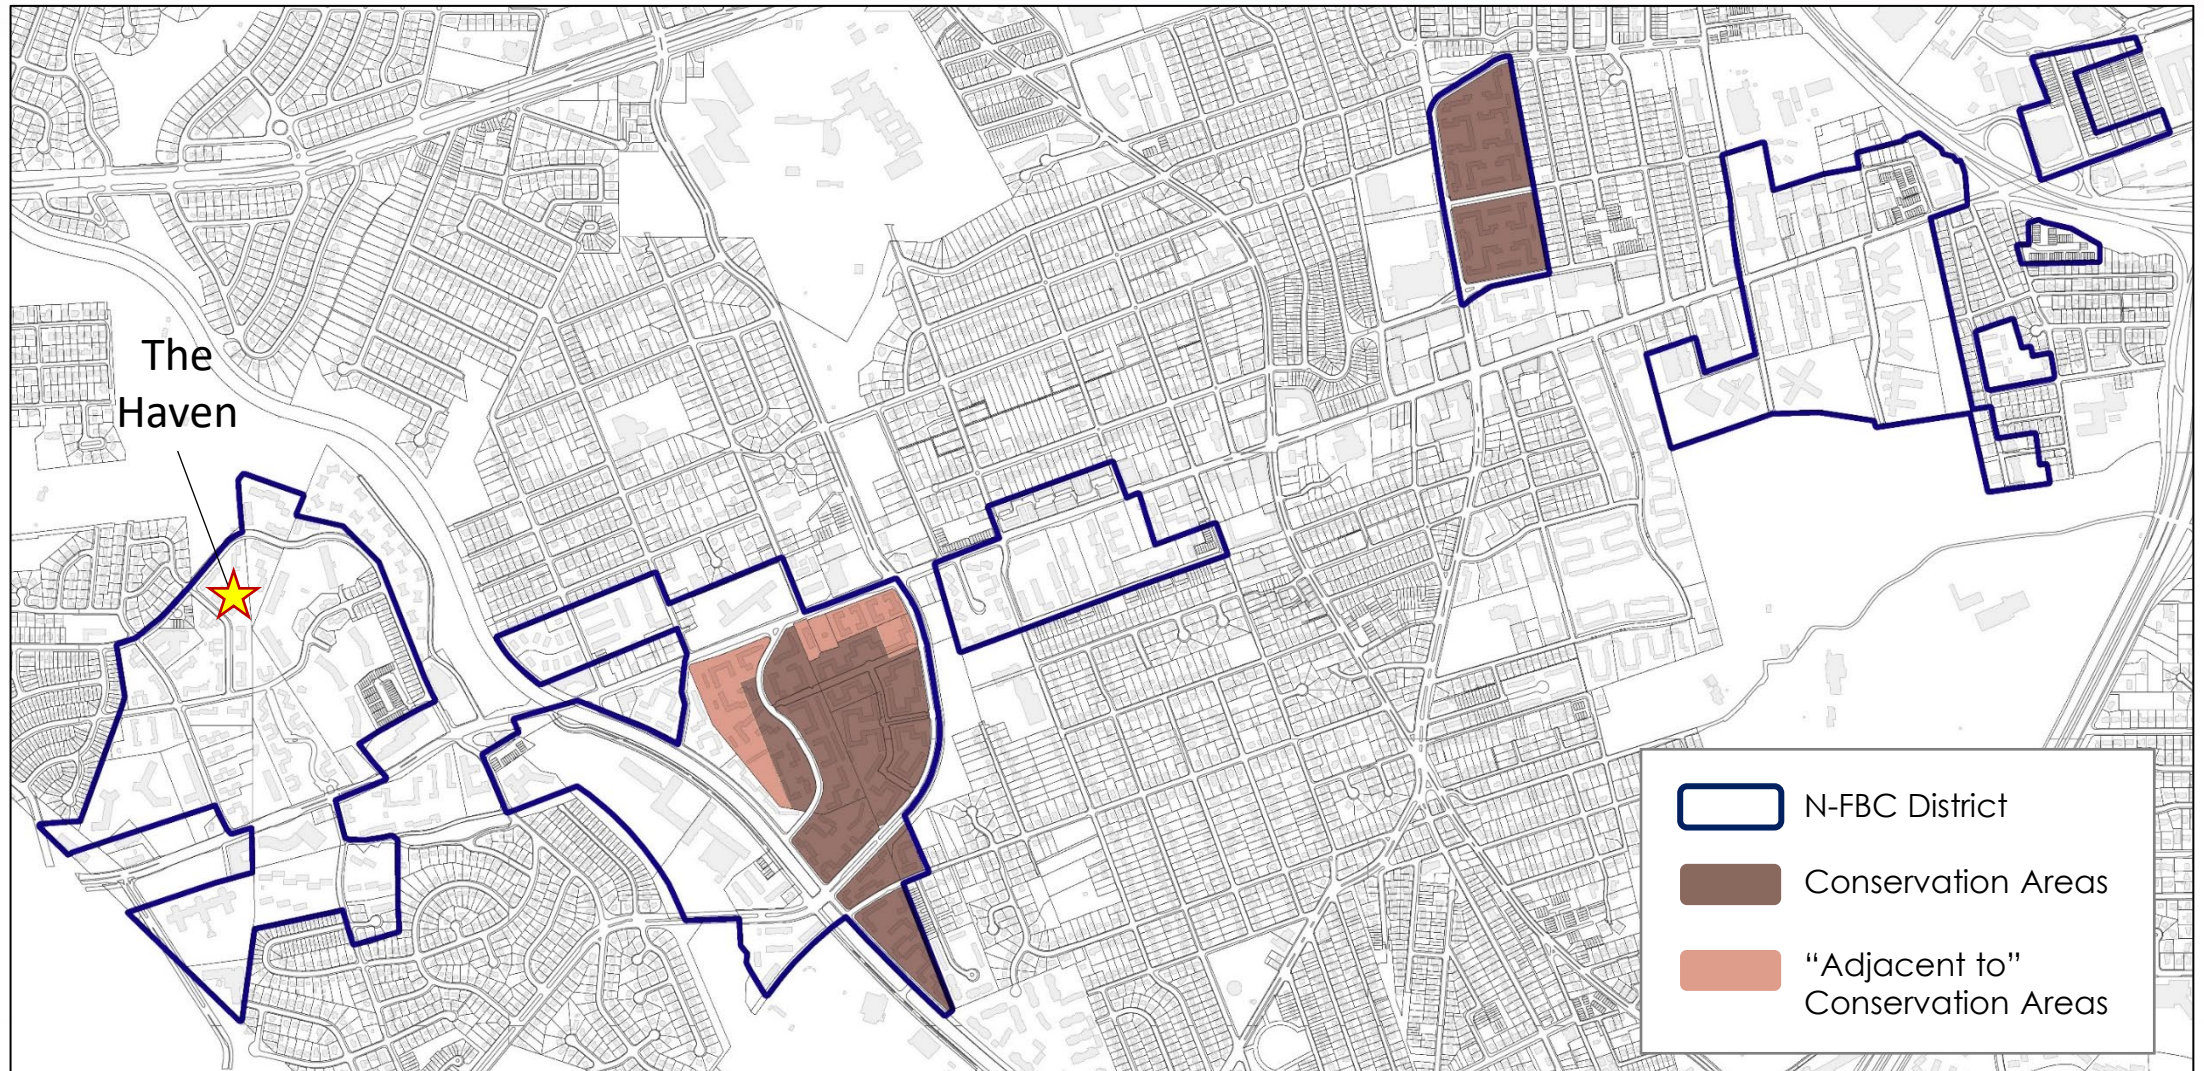 The
Haven
N-FBC District
Conservation Areas
“Adjacent to”
Conservation Areas